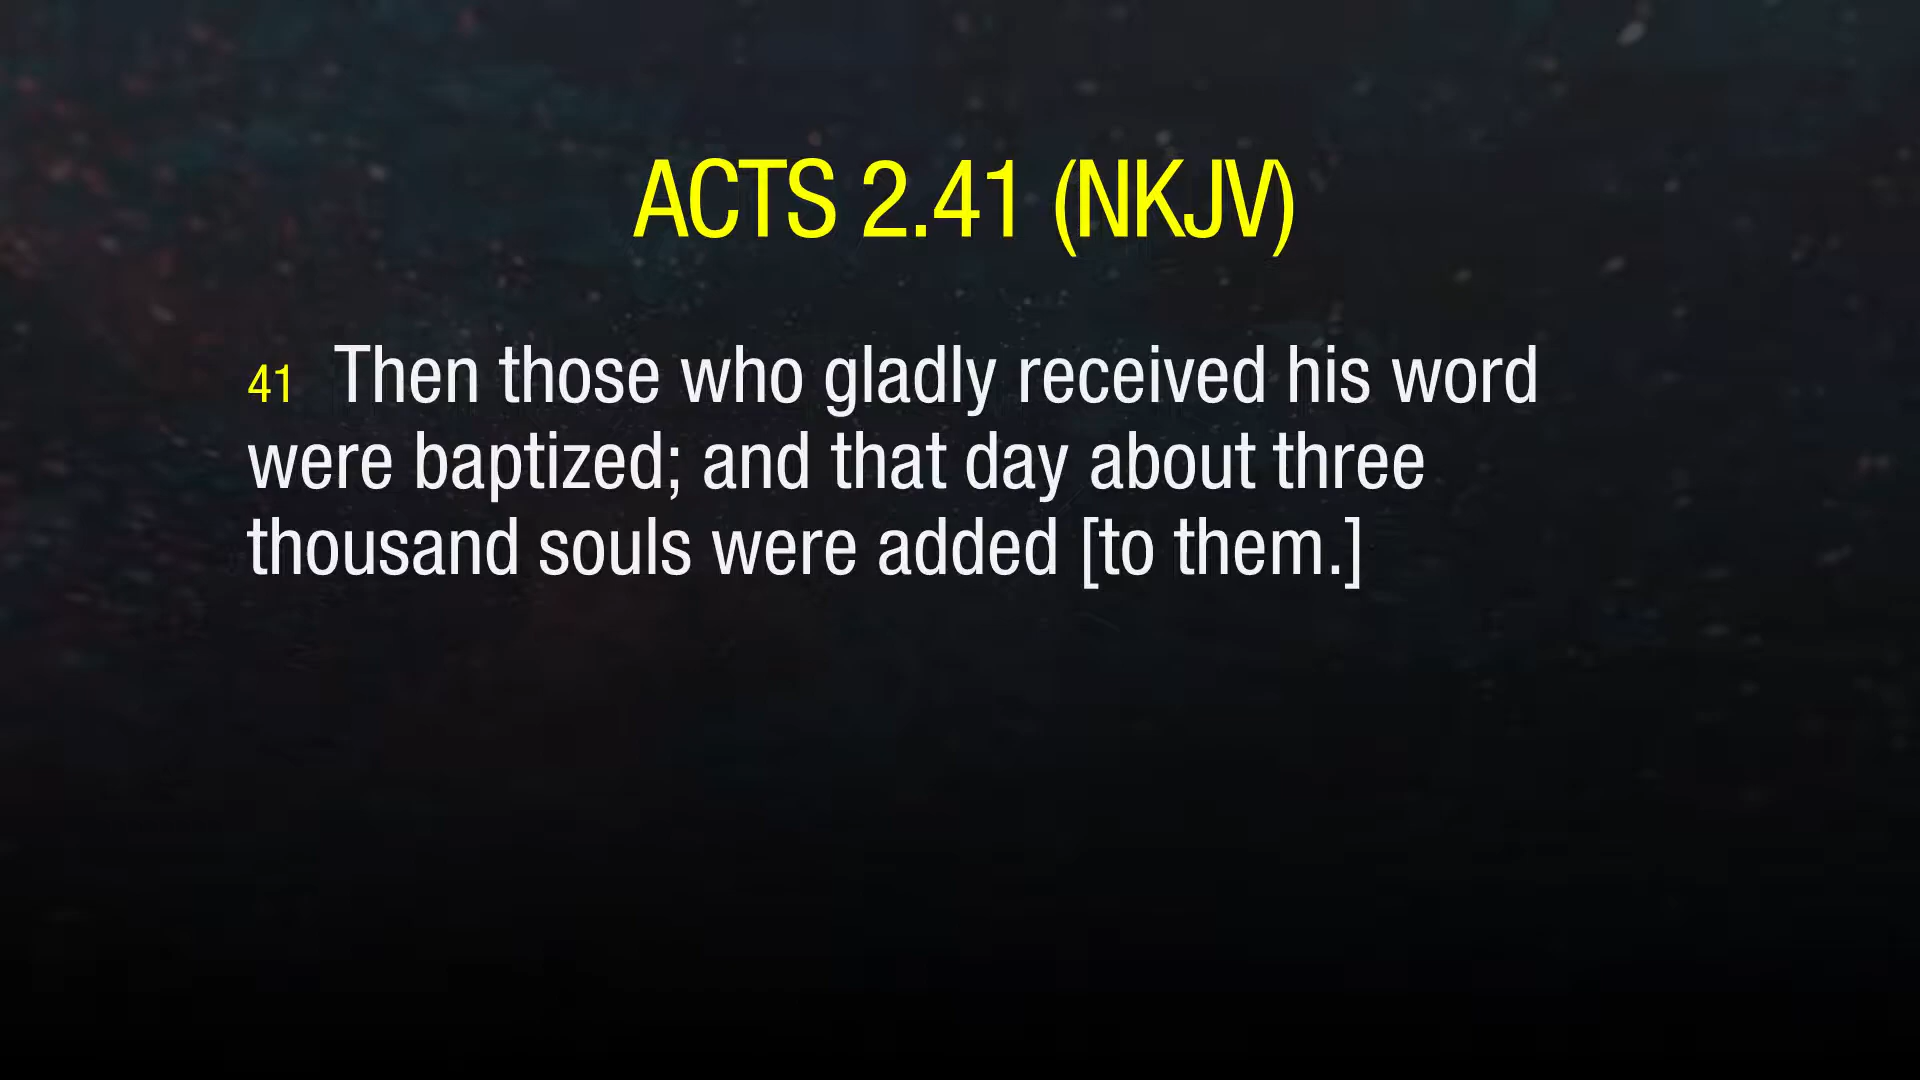 ACTS 2.41 (NKJV)
41 Then those who gladly received his word
were baptized; and that day about three
thousand souls were added [to them.]